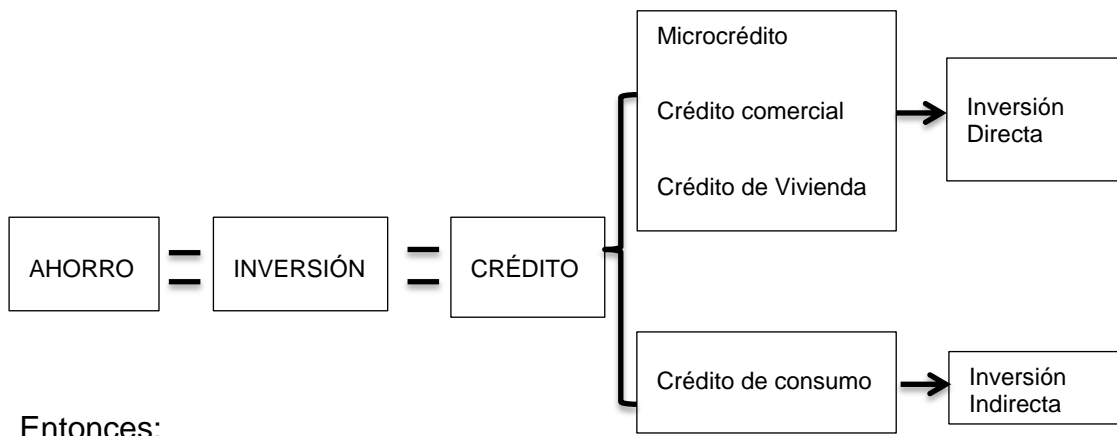 Microcrédito
Crédito comercial
Crédito de Vivienda
Inversión
Directa
AHORRO
=
INVERSIÓN
=
CRÉDITO
Crédito de consumo
Inversión
Indirecta
Entonces: